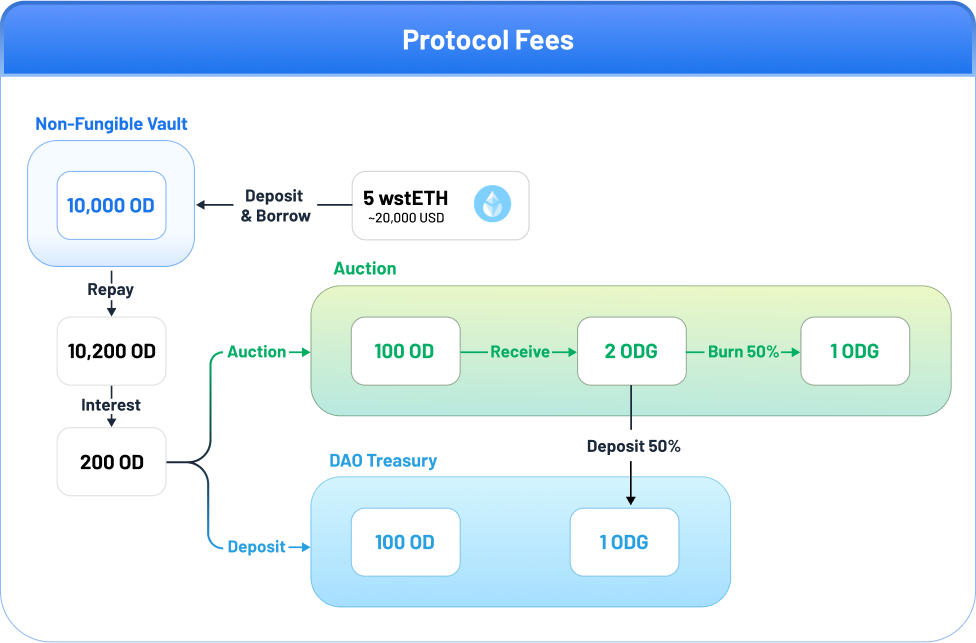 Protocol Fees
Non-Fungible Vault
10,000 OD
Deposit
& Borrow
5 wstETH
~20,000 USD
Repay
10,200 OD
Interest
200 OD
Auction
Auction
100 OD
Receive
2 ODG
Burn 50%
1 ODG
Deposit 50%
DAO Treasury
Deposit
100 OD
1 ODG